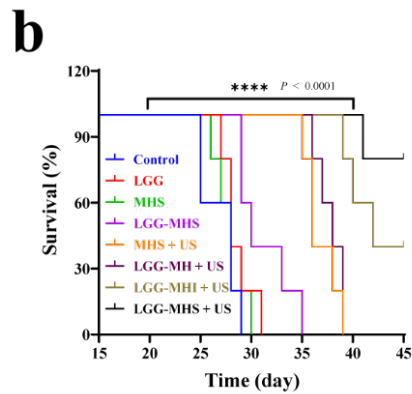 b
**** P < 0.0001
120
90
60
30
0
Survival (%)
Control
LGG
MHS
LGG-MHS
MHS + US
LGG-MH + US
LGG-MHI + US
LGG-MHS + US
15 20 25 30 35 40 45
Time (day)